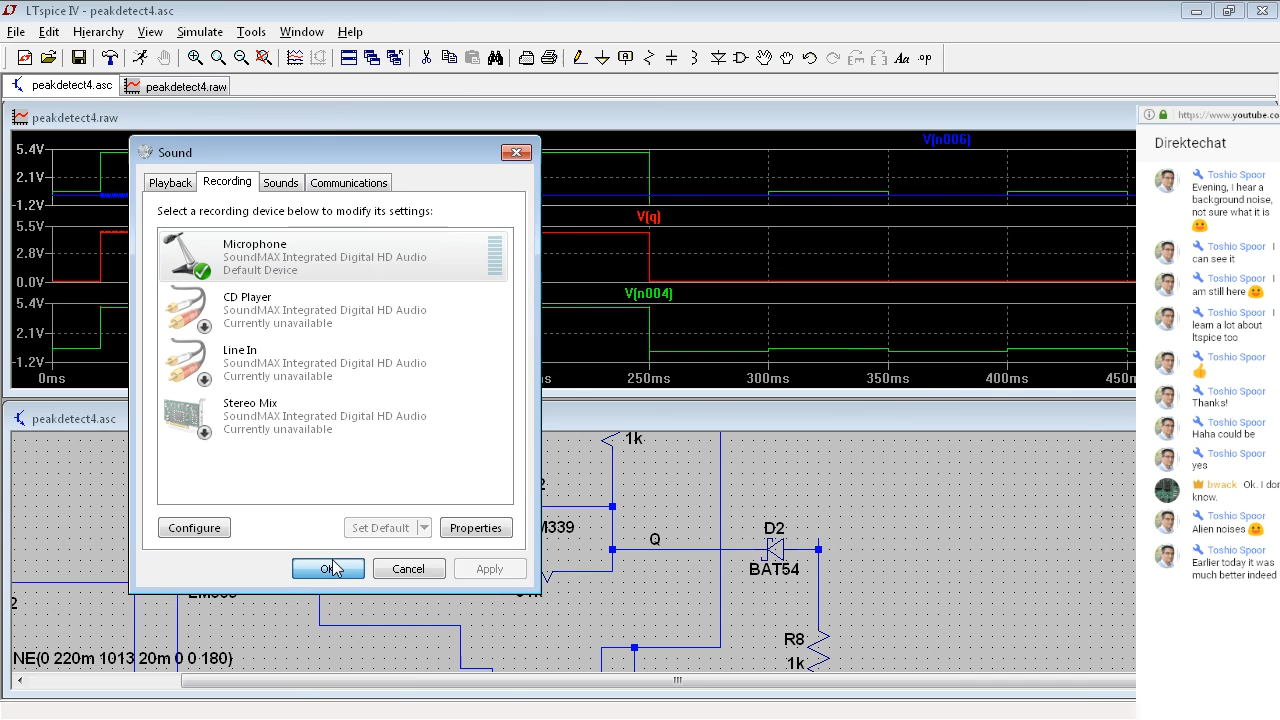 LTspice IV - peakdetect4.asc
File Edit Hierarchy View Simulate Tools Window Help
Aa .op
peakdetect4.asc
peakdetect4.raw
peakdetect4.raw
V(n006)
5.4V
2.1V
-1.2V
V(q)
5.5V
2.8V
0.0V
V(n004)
5.4V
2.1V
-1.2V
0ms
250ms
300ms
350ms
400ms
Sound
Playback Recording Sounds Communications
Select a recording device below to modify its settings:
Microphone
SoundMAX Integrated Digital HD Audio
Default Device
CD Player
SoundMAX Integrated Digital HD Audio
Currently unavailable
Line In
SoundMAX Integrated Digital HD Audio
Currently unavailable
Stereo Mix
SoundMAX Integrated Digital HD Audio
Currently unavailable
Configure
Set Default
Properties
OK
Cancel
Apply
peakdetect4.asc
1k
Q
D2
BAT54
R8
1k
NE(0 220m 1013 20m 0 0 180)
https://www.youtube.co
Direktechat
Toshio Spoor
Evening, I hear a
background noise,
not sure what it is
Toshio Spoor I
can see it
Toshio Spoor I
am still here
Toshio Spoor I
learn a lot about
ltspice too
Toshio Spoor
Toshio Spoor
Thanks!
Toshio Spoor
Haha could be
Toshio Spoor
yes
bwack Ok. I don
know.
Toshio Spoor
Alien noises
Toshio Spoor
Earlier today it was
much better indeed